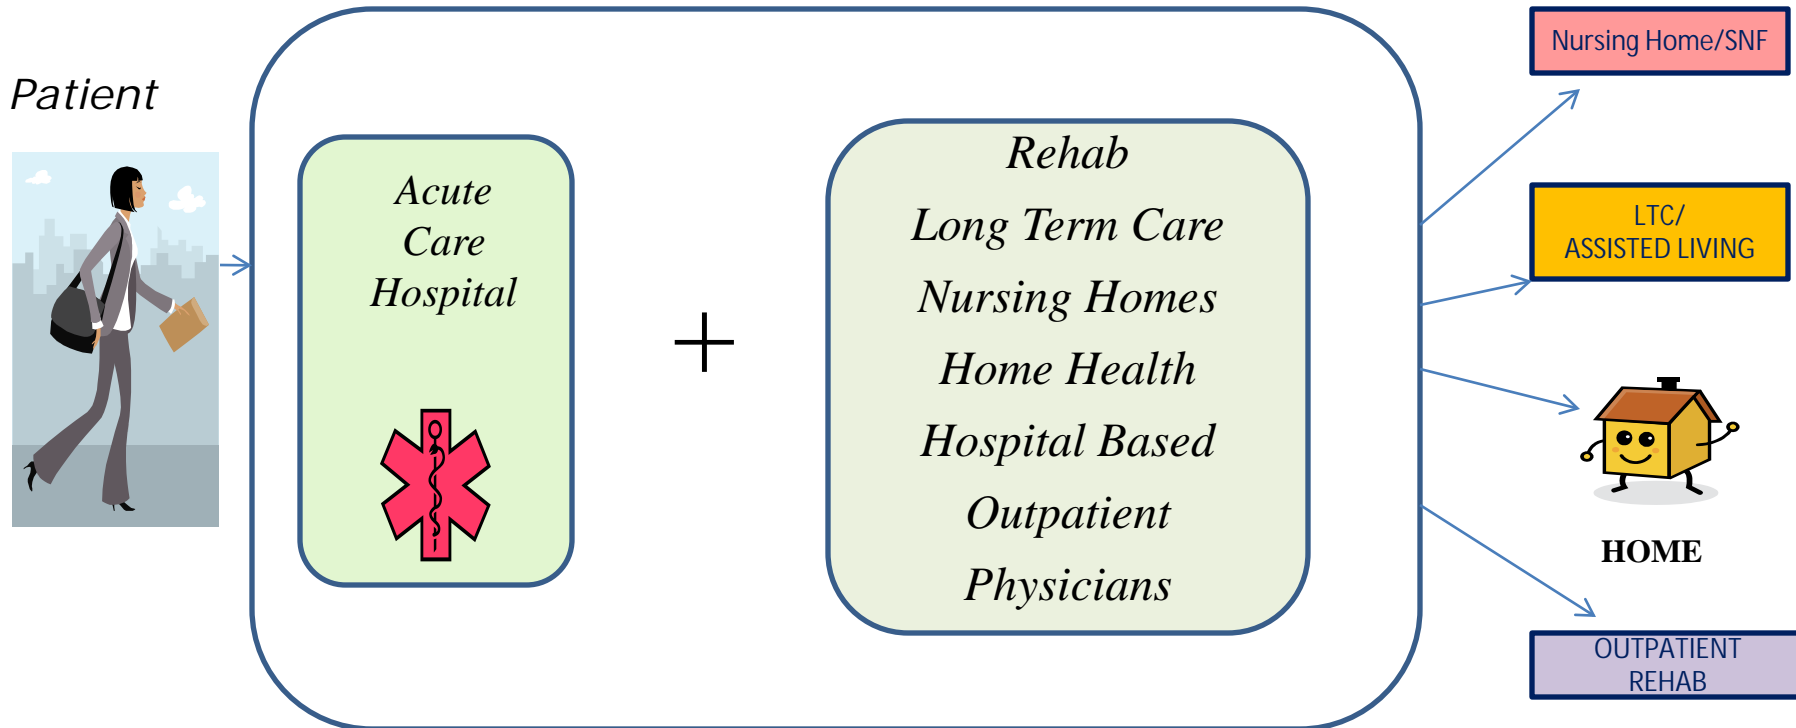 Patient
Acute
Care
Hospital
+
Rehab
Long Term Care
Nursing Homes
Home Health
Hospital Based
Outpatient
Physicians
Nursing Home/SNF
LTC/
ASSISTED LIVING
HOME
OUTPATIENT
REHAB